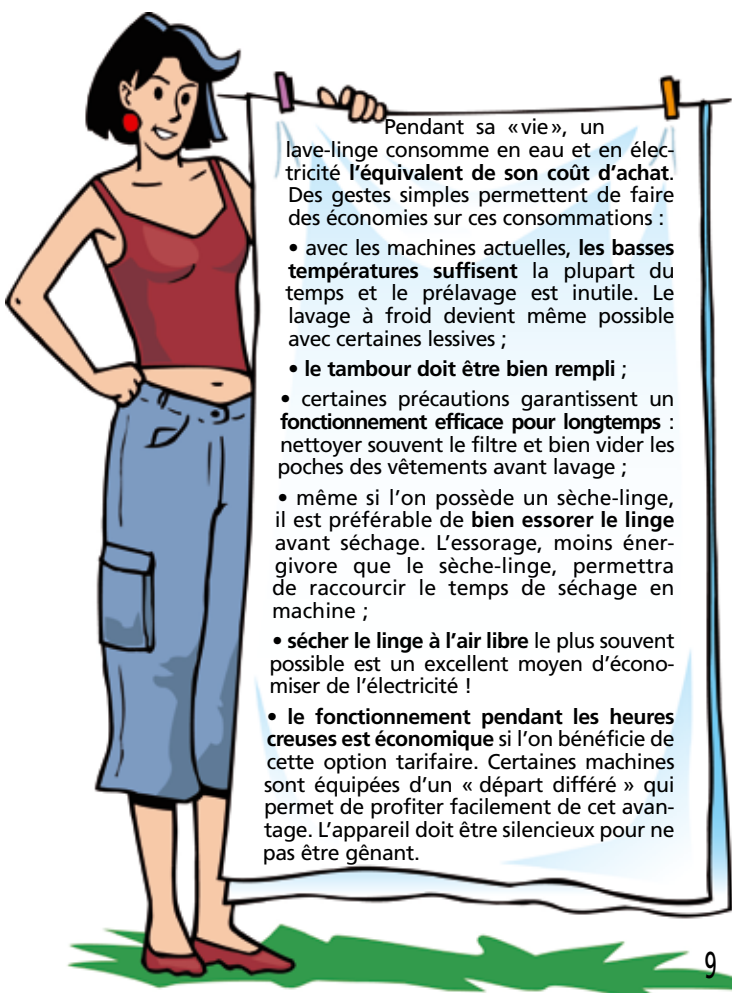 Pendant sa «vie», un
lave-linge consomme en eau et en élec-
tricité l'équivalent de son coût d'achat.
Des gestes simples permettent de faire
des économies sur ces consommations :
• avec les machines actuelles, les basses
températures suffisent la plupart du
temps et le prélavage est inutile. Le
lavage à froid devient même possible
avec certaines lessives ;
• le tambour doit être bien rempli ;
• certaines précautions garantissent un
fonctionnement efficace pour longtemps :
nettoyer souvent le filtre et bien vider les
poches des vêtements avant lavage ;
• même si l'on possède un sèche-linge,
il est préférable de bien essorer le linge
avant séchage. L'essorage, moins éner-
givore que le sèche-linge, permettra
de raccourcir le temps de séchage en
machine ;
• sécher le linge à l'air libre le plus souvent
possible est un excellent moyen d'écono-
miser de l'électricité !
• le fonctionnement pendant les heures
creuses est économique si l'on bénéficie de
cette option tarifaire. Certaines machines
sont équipées d'un « départ différé » qui
permet de profiter facilement de cet avan-
tage. L'appareil doit être silencieux pour ne
pas être gênant.
9